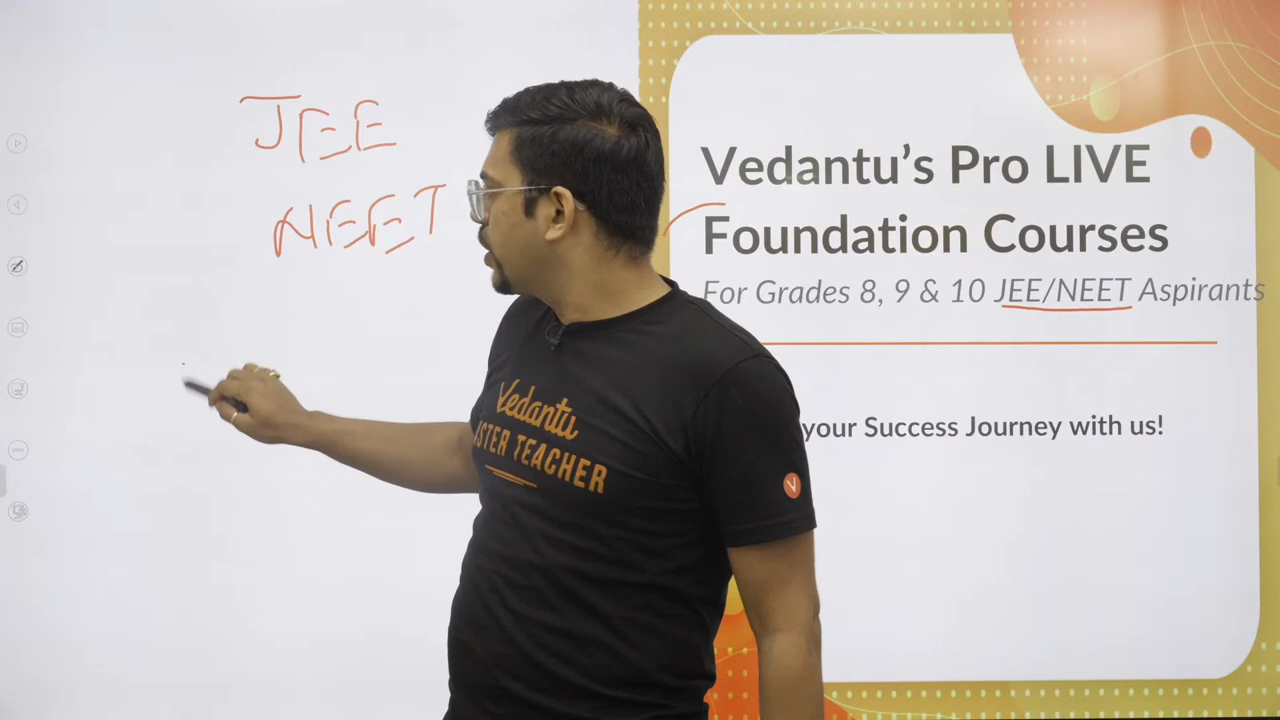 JEE
NEET
Vedantu’s Pro LIVE
Foundation Courses
For Grades 8, 9 & 10 JEE/NEET Aspirants
your Success Journey with us!
Vedantu
STER TEACHER
V